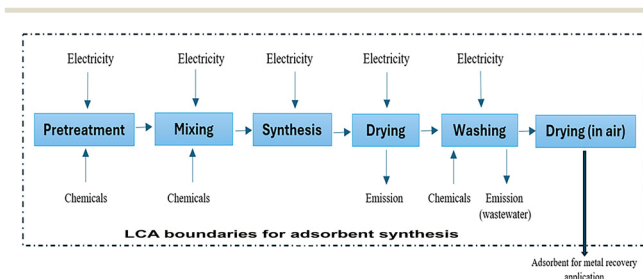 Electricity Electricity Electricity Electricity Electricity
Pretreatment Mixing Synthesis Drying Washing Drying (in air)
Chemicals Chemicals Emission Chemicals Emission
(wastewater)
LCA boundaries for adsorbent synthesis
Adsorbent for metal recovery
application